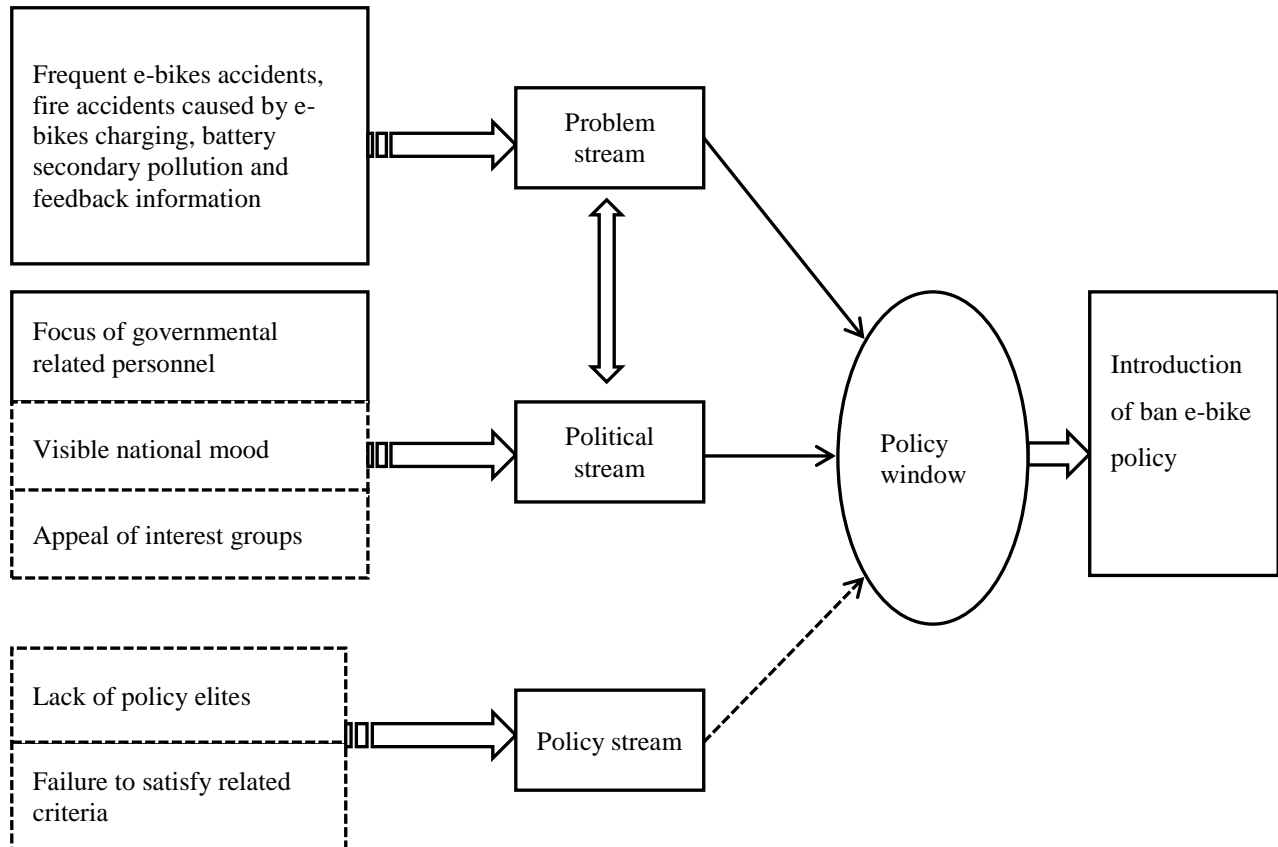 Frequent e-bikes accidents,
fire accidents caused by e-
bikes charging, battery
secondary pollution and
feedback information
Problem
stream
Focus of governmental
related personnel
Visible national mood
Appeal of interest groups
Political
stream
Policy
window
Introduction
of ban e-bike
policy
Lack of policy elites
Failure to satisfy related
criteria
Policy stream